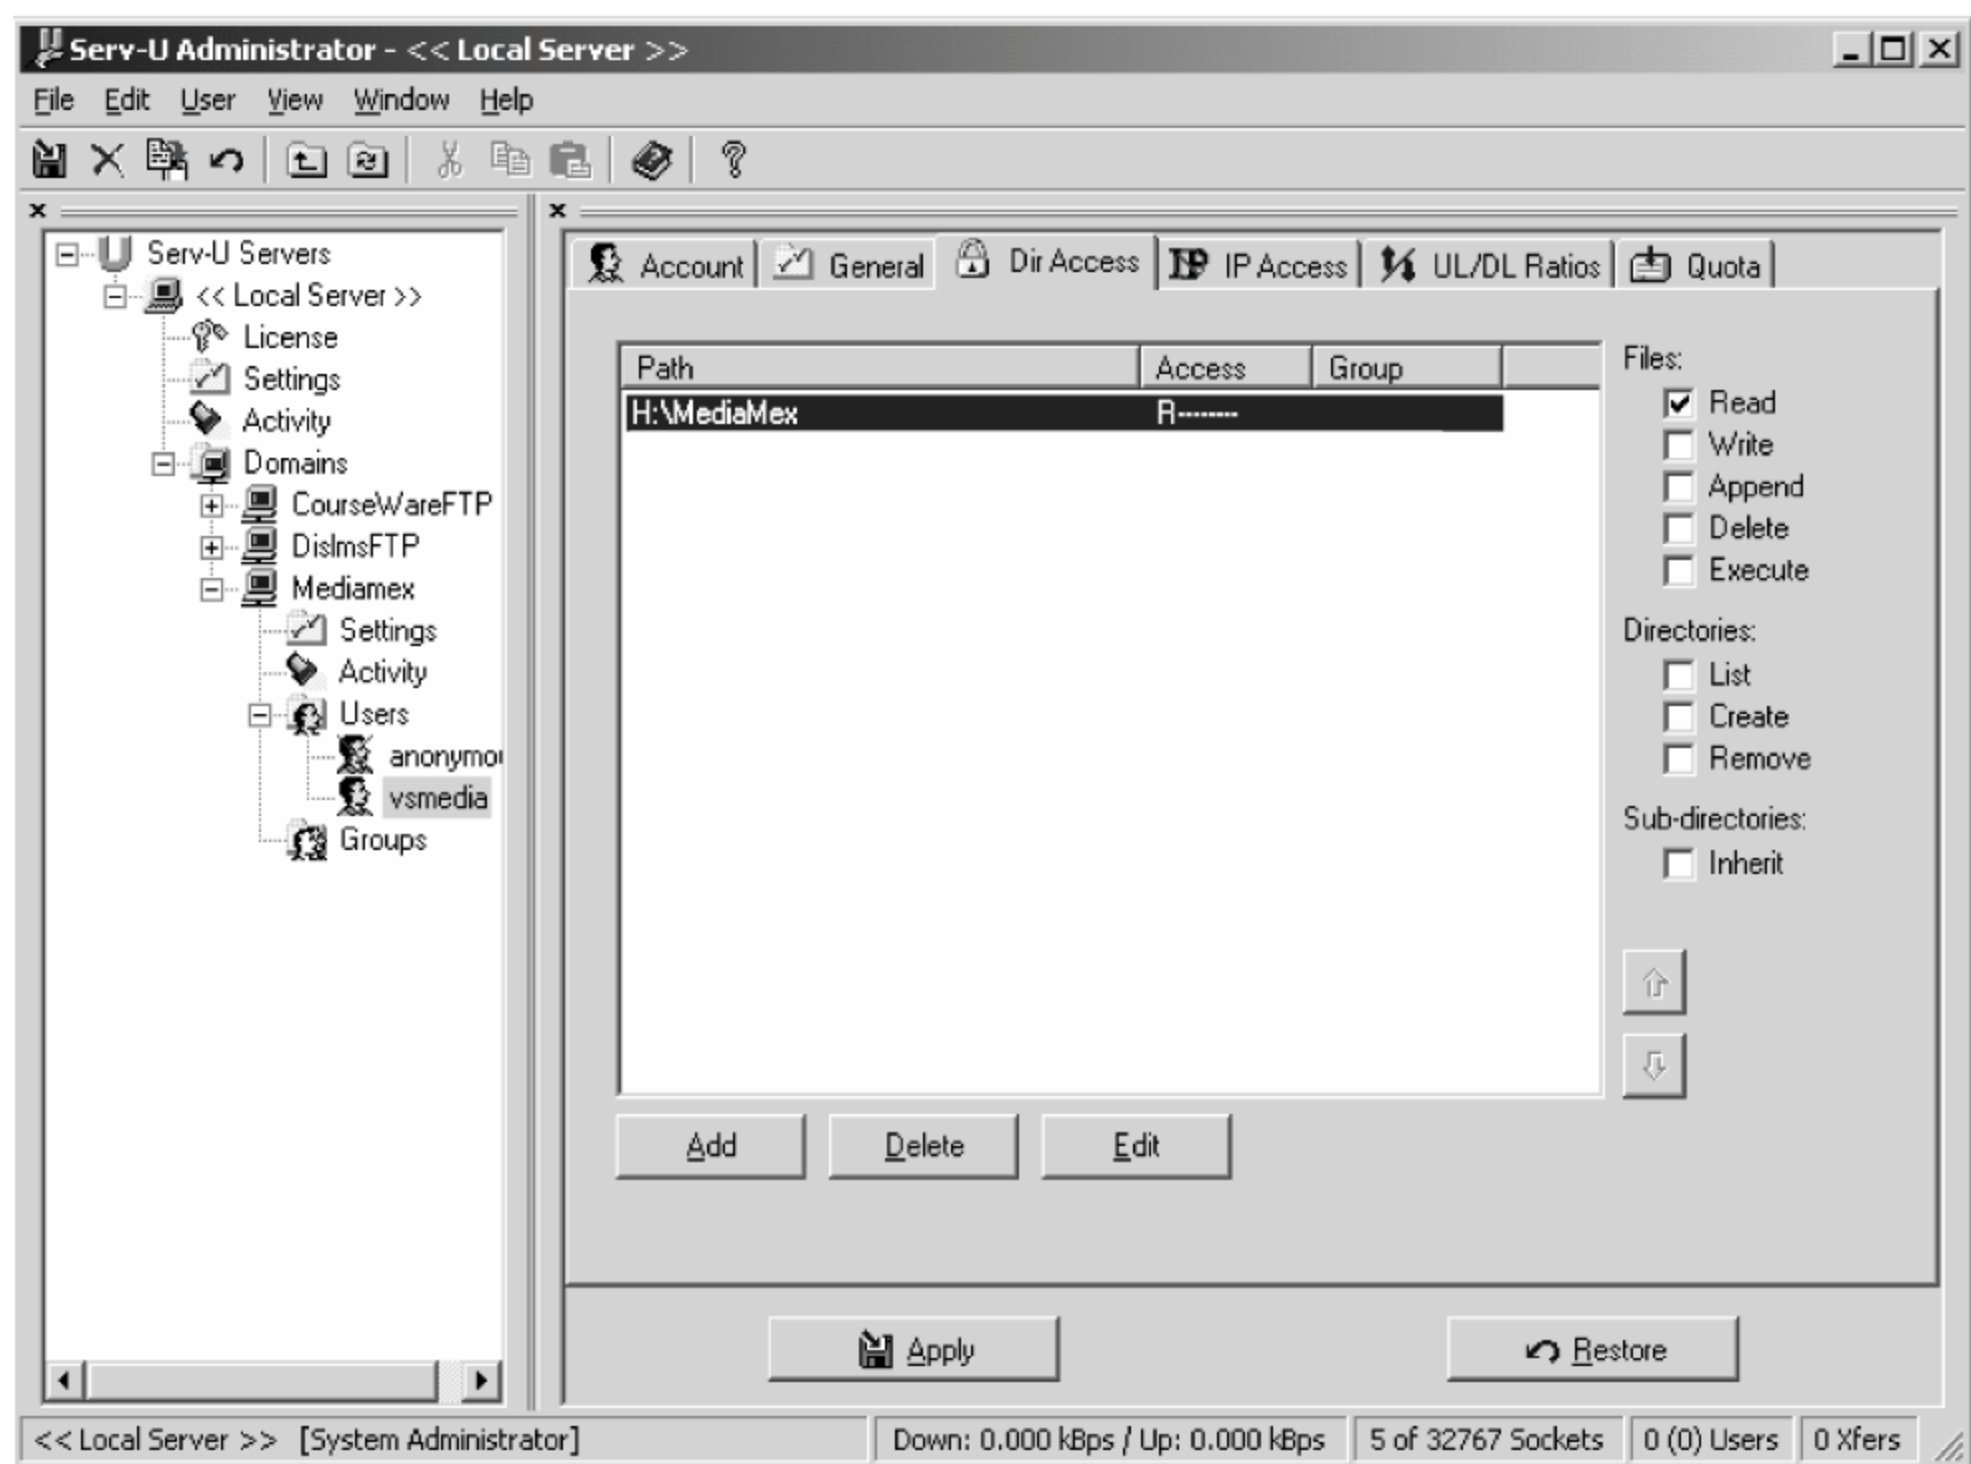 Serv-U Administrator - << Local Server >>
File Edit User View Window Help
Serv-U Servers
<< Local Server >>
License
Settings
Activity
Domains
CourseWareFTP
DislmsFTP
Mediamex
Settings
Activity
Users
anonymou
vsmedia
Groups
Account General Dir Access IP Access UL/DL Ratios Quota
Path Access Group
H:\MediaMex R--------
Files:
Read
Write
Append
Delete
Execute
Directories:
List
Create
Remove
Sub-directories:
Inherit
Add Delete Edit
Apply Restore
<< Local Server >> [System Administrator] Down: 0.000 kBps / Up: 0.000 kBps 5 of 32767 Sockets 0 (0) Users 0 Xfers